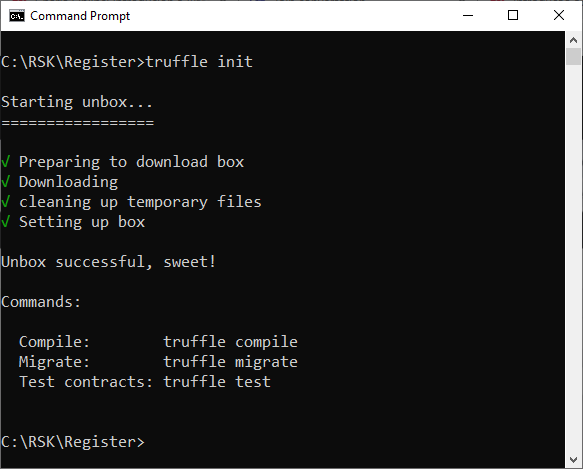 Command Prompt
C:\RSK\Register>truffle init
Starting unbox...
=================
√ Preparing to download box
√ Downloading
√ cleaning up temporary files
√ Setting up box
Unbox successful, sweet!
Commands:
Compile:        truffle compile
Migrate:        truffle migrate
Test contracts: truffle test
C:\RSK\Register>